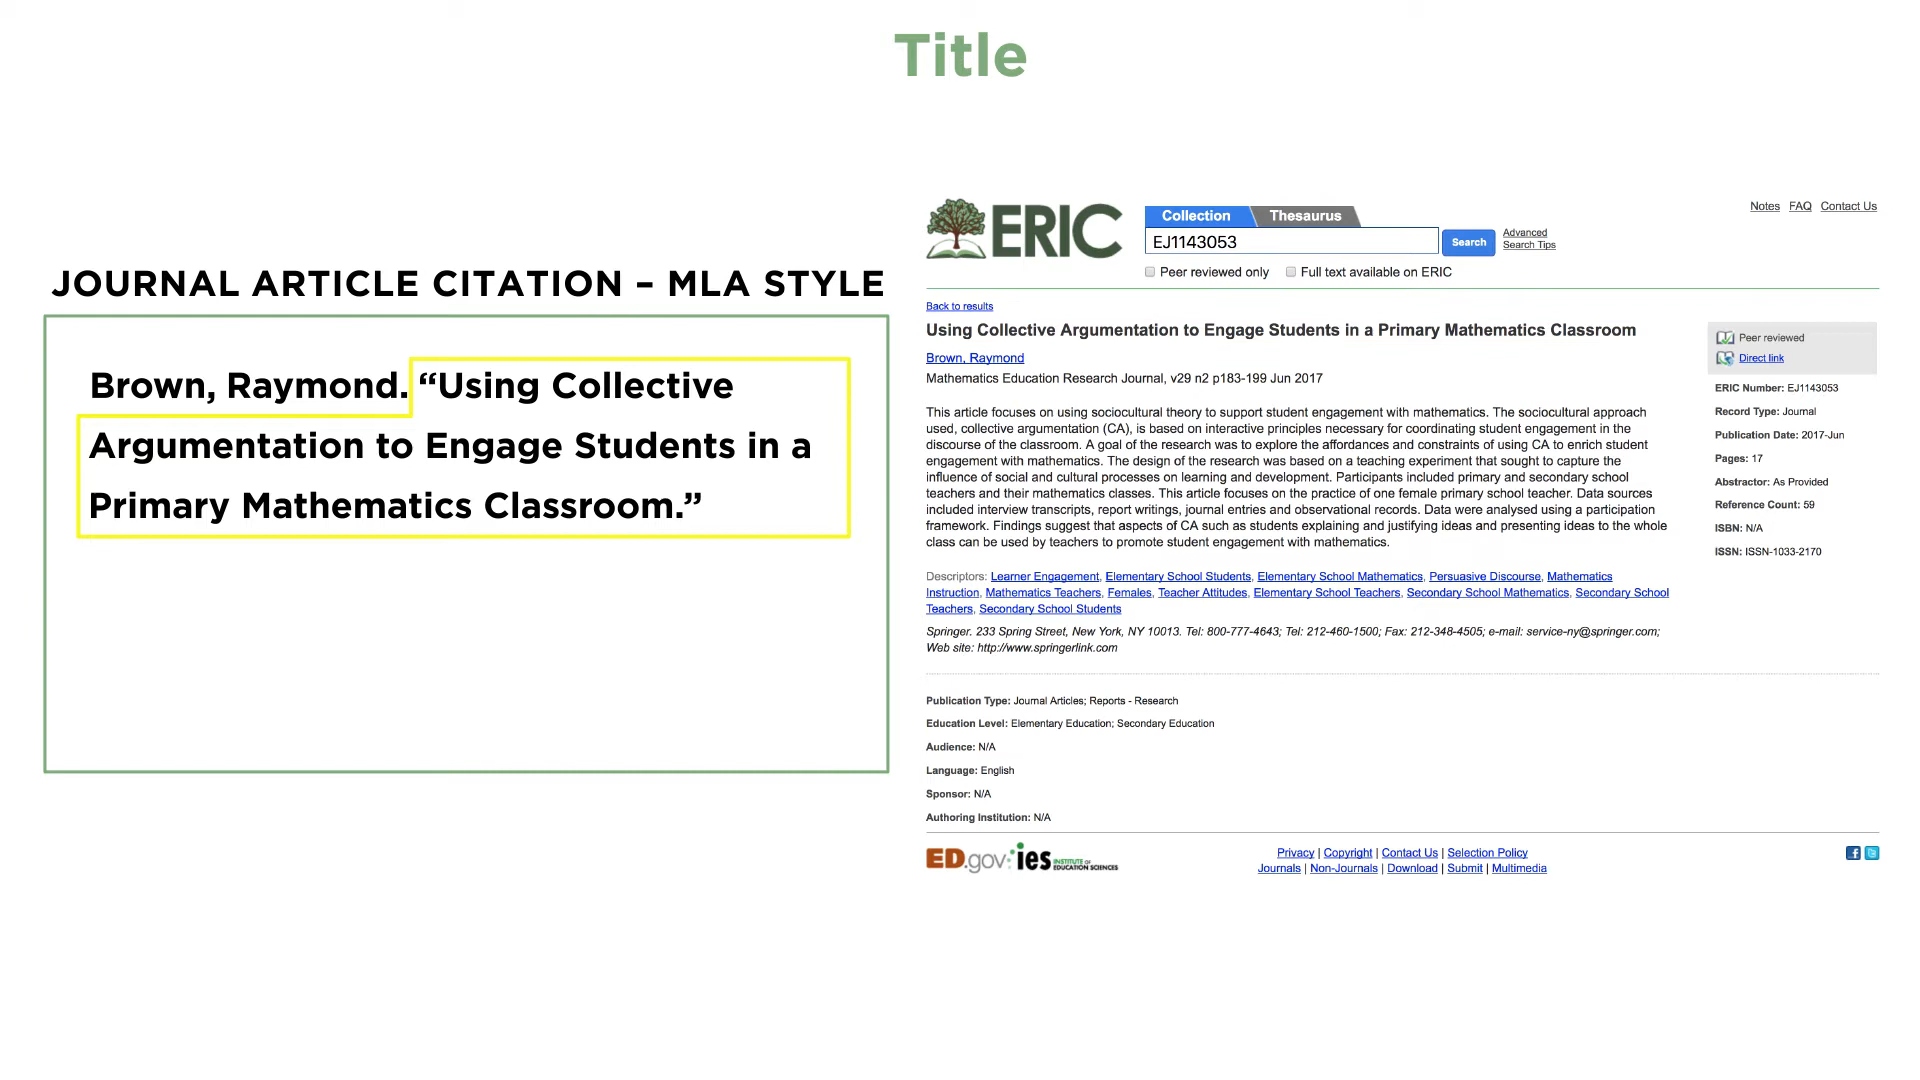 Title
JOURNAL ARTICLE CITATION – MLA STYLE
Brown, Raymond. “Using Collective
Argumentation to Engage Students in a
Primary Mathematics Classroom.”
ERIC
Collection
Thesaurus
EJ1143053
Search
Advanced
Search Tips
Notes FAQ Contact Us
Peer reviewed only
Full text available on ERIC
Back to results
Using Collective Argumentation to Engage Students in a Primary Mathematics Classroom
Brown, Raymond
Mathematics Education Research Journal, v29 n2 p183-199 Jun 2017
This article focuses on using sociocultural theory to support student engagement with mathematics. The sociocultural approach
used, collective argumentation (CA), is based on interactive principles necessary for coordinating student engagement in the
discourse of the classroom. A goal of the research was to explore the affordances and constraints of using CA to enrich student
engagement with mathematics. The design of the research was based on a teaching experiment that sought to capture the
influence of social and cultural processes on learning and development. Participants included primary and secondary school
teachers and their mathematics classes. This article focuses on the practice of one female primary school teacher. Data sources
included interview transcripts, report writings, journal entries and observational records. Data were analysed using a participation
framework. Findings suggest that aspects of CA such as students explaining and justifying ideas and presenting ideas to the whole
class can be used by teachers to promote student engagement with mathematics.
Descriptors: Learner Engagement, Elementary School Students, Elementary School Mathematics, Persuasive Discourse, Mathematics
Instruction, Mathematics Teachers, Females, Teacher Attitudes, Elementary School Teachers, Secondary School Mathematics, Secondary School
Teachers, Secondary School Students
Springer. 233 Spring Street, New York, NY 10013. Tel: 800-777-4643; Tel: 212-460-1500; Fax: 212-348-4505; e-mail: service-ny@springer.com;
Web site: http://www.springerlink.com
Peer reviewed
Direct link
ERIC Number: EJ1143053
Record Type: Journal
Publication Date: 2017-Jun
Pages: 17
Abstractor: As Provided
Reference Count: 59
ISBN: N/A
ISSN: ISSN-1033-2170
Publication Type: Journal Articles; Reports - Research
Education Level: Elementary Education; Secondary Education
Audience: N/A
Language: English
Sponsor: N/A
Authoring Institution: N/A
ED.gov
ies INSTITUTE OF
EDUCATION SCIENCES
Privacy | Copyright | Contact Us | Selection Policy
Journals | Non-Journals | Download | Submit | Multimedia